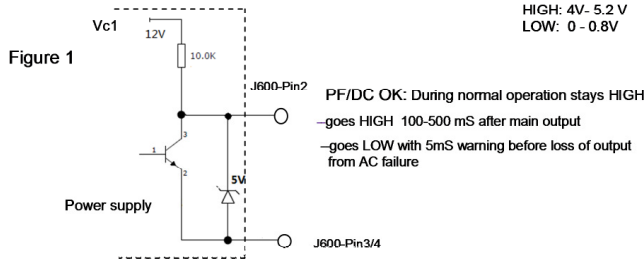 HIGH: 4V- 5.2 V
LOW: 0 - 0.8V
Vc1
12V
Figure 1
10.0K
J600-Pin2
PF/DC OK: During normal operation stays HIGH
–goes HIGH 100-500 mS after main output
3
1
–goes LOW with 5mS warning before loss of output
from AC failure
2
5V
Power supply
J600-Pin3/4